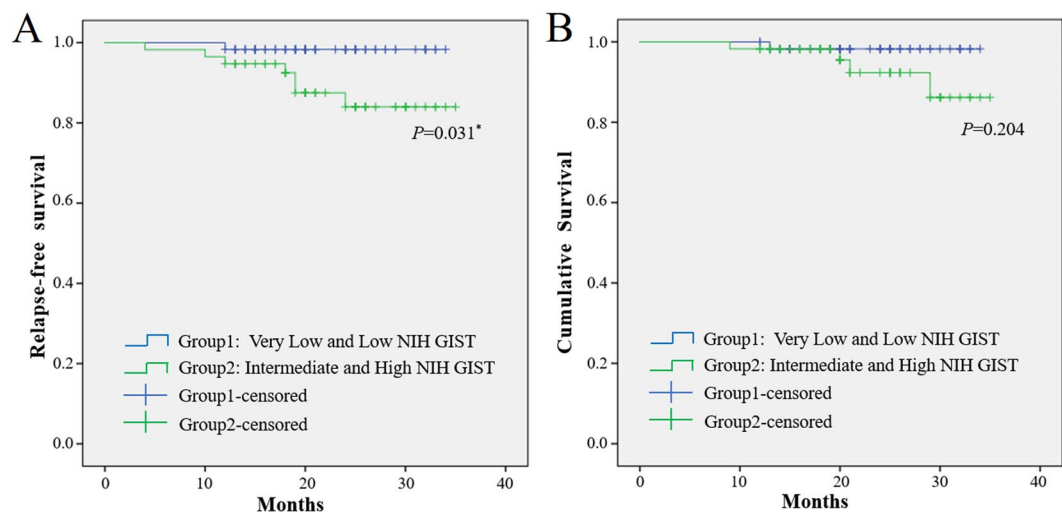 A
1.0
0.8
0.6
0.4
0.2
0.0
Relapse-free survival
P=0.031*
Group1: Very Low and Low NIH GIST
Group2: Intermediate and High NIH GIST
Group1-censored
Group2-censored
0 10 20 30 40
Months
B
1.0
0.8
0.6
0.4
0.2
0.0
Cumulative Survival
P=0.204
Group1: Very Low and Low NIH GIST
Group2: Intermediate and High NIH GIST
Group1-censored
Group2-censored
0 10 20 30 40
Months